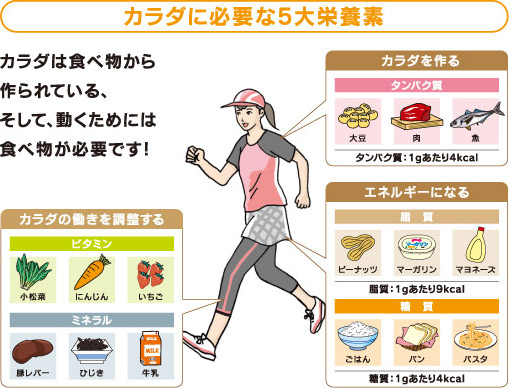 カラダに必要な5大栄養素
カラダは食べ物から
作られている、
そして、動くためには
食べ物が必要です!
カラダを作る
タンパク質
大豆 肉 魚
タンパク質:1gあたり4kcal
エネルギーになる
脂 質
マーガリン
ピーナッツ マーガリン マヨネーズ
脂質:1gあたり9kcal
糖 質
ごはん パン パスタ
糖質:1gあたり4kcal
カラダの働きを調整する
ビタミン
小松菜 にんじん いちご
ミネラル
MILK
豚レバー ひじき 牛乳